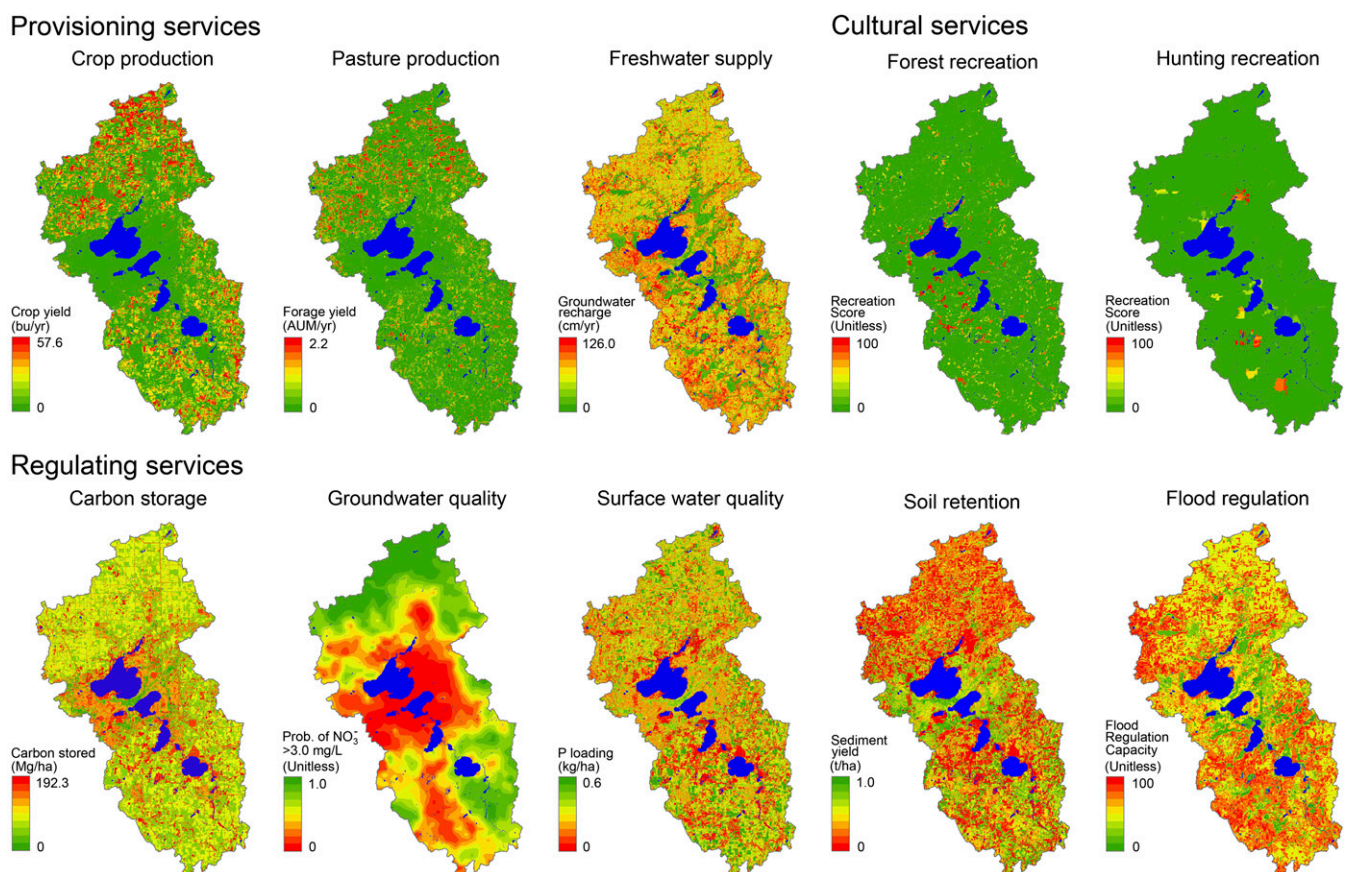 Provisioning services
Cultural services
Crop production
Pasture production
Freshwater supply
Forest recreation
Hunting recreation
Crop yield
(bu/yr)
57.6
0
Forage yield
(AUM/yr)
2.2
0
Groundwater
recharge
(cm/yr)
126.0
0
Recreation
Score
(Unitless)
100
0
Recreation
Score
(Unitless)
100
0
Regulating services
Carbon storage
Groundwater quality
Surface water quality
Soil retention
Flood regulation
Carbon stored
(Mg/ha)
192.3
0
Prob. of NO₃⁻
>3.0 mg/L
(Unitless)
1.0
0
P loading
(kg/ha)
0.6
0
Sediment
yield
(t/ha)
1.0
0
Flood
Regulation
Capacity
(Unitless)
100
0